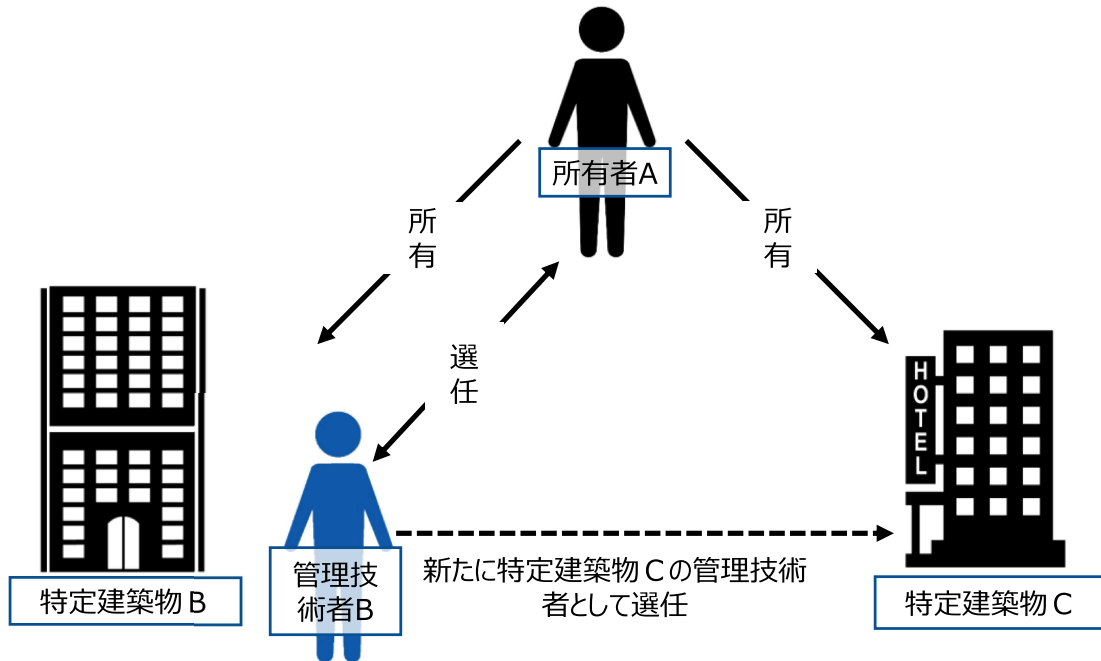 所有者A
所有
所有
選任
HOTEL
管理技
術者B
新たに特定建築物Cの管理技術
者として選任
特定建築物B
特定建築物C